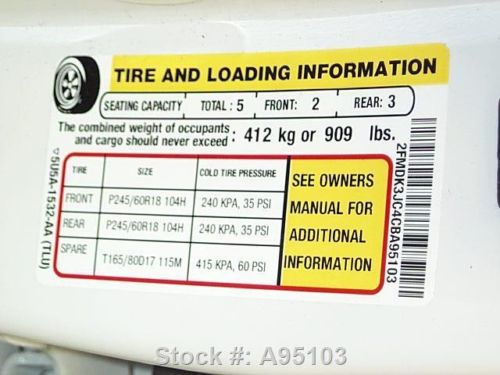 TIRE AND LOADING INFORMATION
SEATING CAPACITY TOTAL : 5 FRONT: 2 REAR: 3
The combined weight of occupants and cargo should never exceed : 412 kg or 909 lbs.
TIRE SIZE COLD TIRE PRESSURE
FRONT P245/60R18 104H 240 KPA, 35 PSI
REAR P245/60R18 104H 240 KPA, 35 PSI
SPARE T165/80D17 115M 415 KPA, 60 PSI
SEE OWNERS
MANUAL FOR
ADDITIONAL
INFORMATION
▽5U5A-1532-AA (TLU)
2FMDK3JC4CBA95103
Stock #: A95103